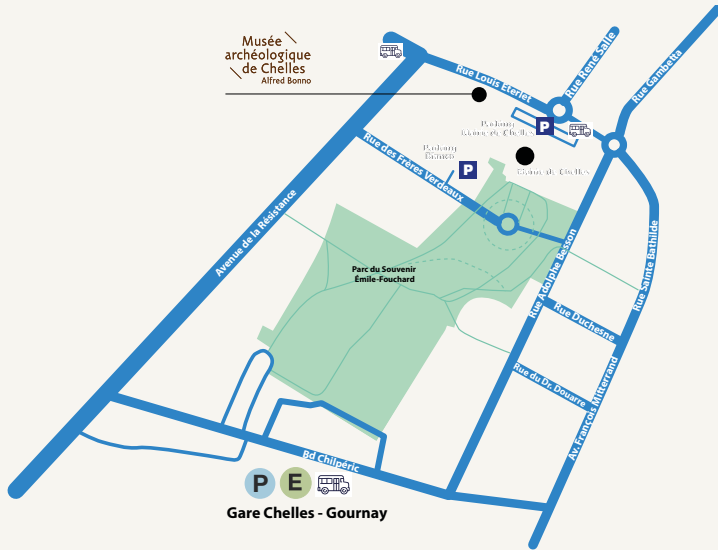 Musée
archéologique
de Chelles
Alfred Bonno
Rue Louis Eterlet
Rue René Salle
Rue Gambetta
P
P
Rue des Frères Verdeaux
Avenue de la Résistance
Parc du Souvenir
Émile-Fouchard
Rue Adolphe Besson
Rue Sainte Bathilde
Rue Duchesne
Rue du Dr. Douarre
Av. François Mitterrand
Bd Chilpéric
P E
Gare Chelles - Gournay